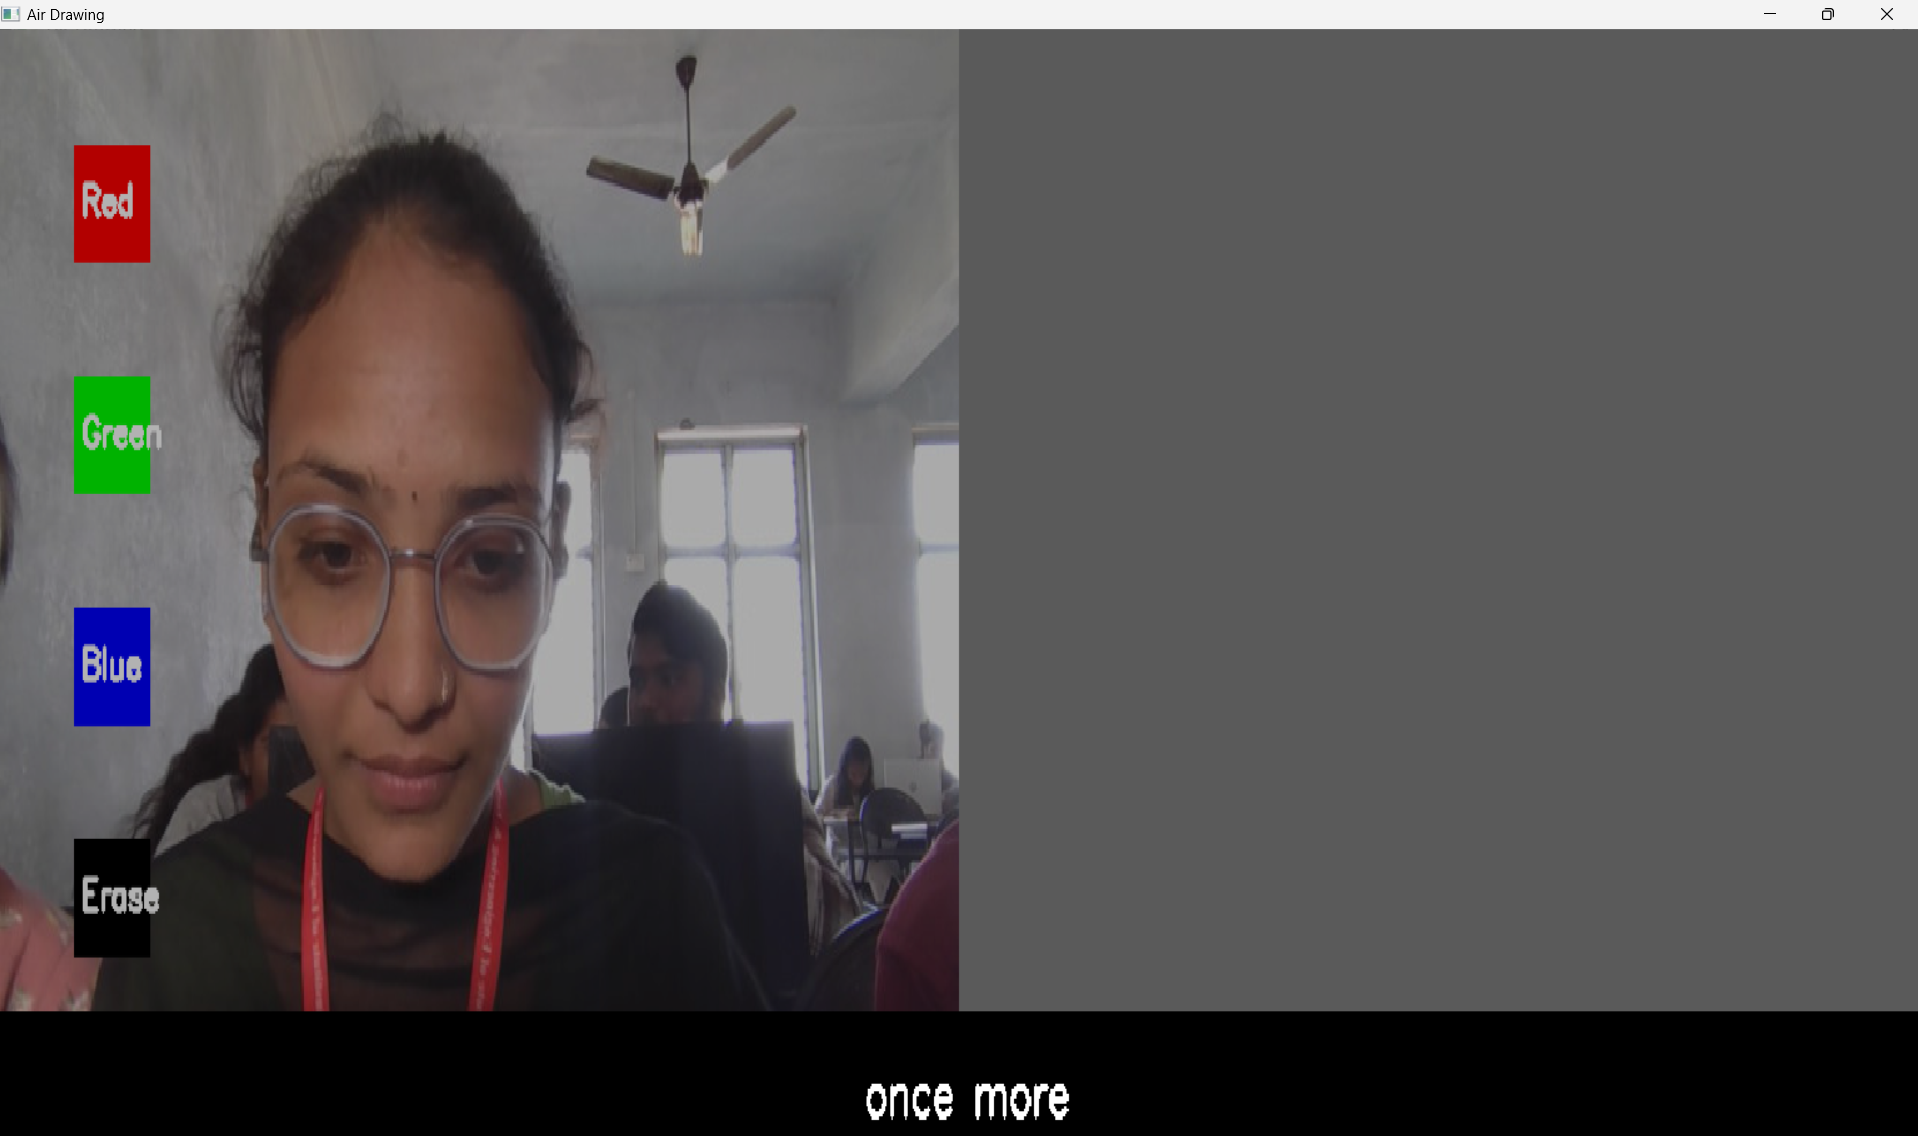 Air Drawing
Red
Green
Blue
Erase
once more